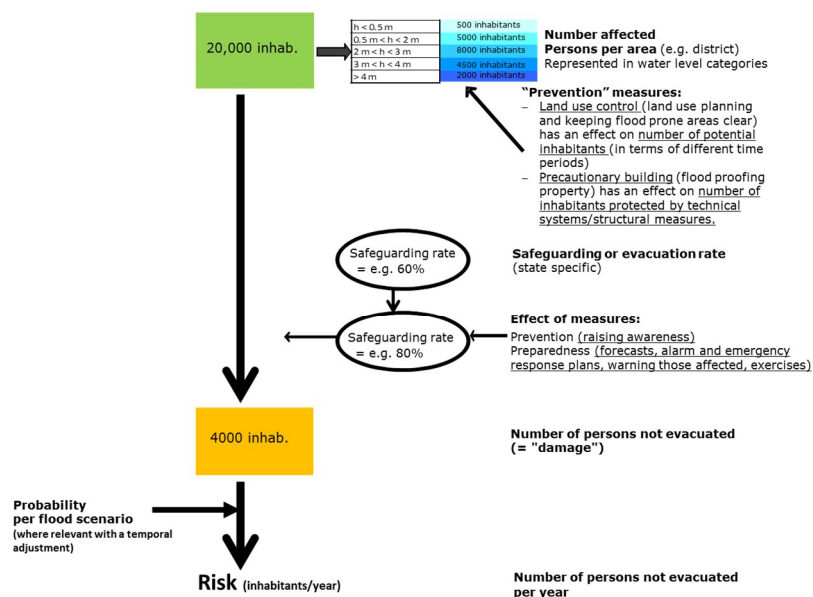 20,000 inhab.
h < 0.5 m
500 inhabitants
0.5 m < h < 2 m
5000 inhabitants
2 m < h < 3 m
8000 inhabitants
3 m < h < 4 m
4500 inhabitants
> 4 m
2000 inhabitants
Number affected
Persons per area (e.g. district)
Represented in water level categories
“Prevention” measures:
– Land use control (land use planning
and keeping flood prone areas clear)
has an effect on number of potential
inhabitants (in terms of different time
periods)
– Precautionary building (flood proofing
property) has an effect on number of
inhabitants protected by technical
systems/structural measures.
Safeguarding rate
= e.g. 60%
Safeguarding or evacuation rate
(state specific)
Safeguarding rate
= e.g. 80%
Effect of measures:
Prevention (raising awareness)
Preparedness (forecasts, alarm and emergency
response plans, warning those affected, exercises)
4000 inhab.
Number of persons not evacuated
(= "damage")
Probability
per flood scenario
(where relevant with a temporal
adjustment)
Risk (inhabitants/year)
Number of persons not evacuated
per year